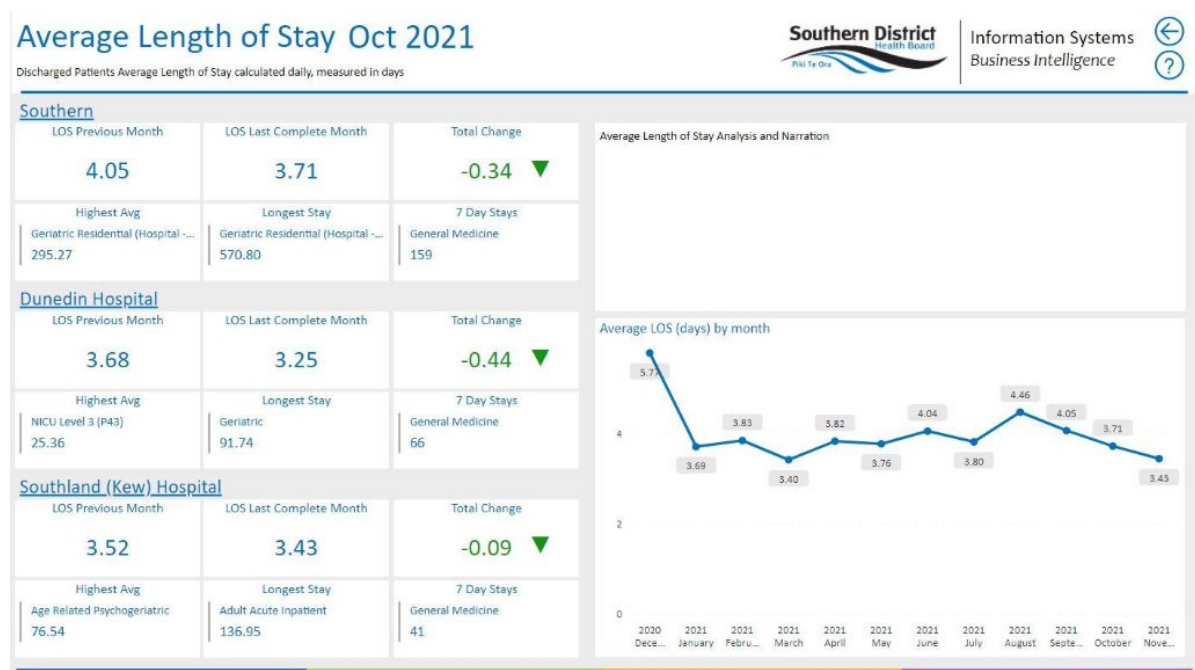 Average Length of Stay Oct 2021
Discharged Patients Average Length of Stay calculated daily, measured in days
Southern District
Health Board
Piki Te Ora
Information Systems
Business Intelligence
?
Southern
LOS Previous Month
LOS Last Complete Month
Total Change
4.05
3.71
-0.34
Highest Avg
Longest Stay
7 Day Stays
Geriatric Residential (Hospital -...
Geriatric Residential (Hospital -...
General Medicine
295.27
570.80
159
Dunedin Hospital
LOS Previous Month
LOS Last Complete Month
Total Change
3.68
3.25
-0.44
Highest Avg
Longest Stay
7 Day Stays
NICU Level 3 (P43)
Geriatric
General Medicine
25.36
91.74
66
Southland (Kew) Hospital
LOS Previous Month
LOS Last Complete Month
Total Change
3.52
3.43
-0.09
Highest Avg
Longest Stay
7 Day Stays
Age Related Psychogeriatric
Adult Acute Inpatient
General Medicine
76.54
136.95
41
Average Length of Stay Analysis and Narration
Average LOS (days) by month
5.77
3.69
3.83
3.40
3.82
3.76
4.04
3.80
4.46
4.05
3.71
3.43
4
2
0
2020 Dece...
2021 January
2021 Febru...
2021 March
2021 April
2021 May
2021 June
2021 July
2021 August
2021 Septe...
2021 October
2021 Nove...